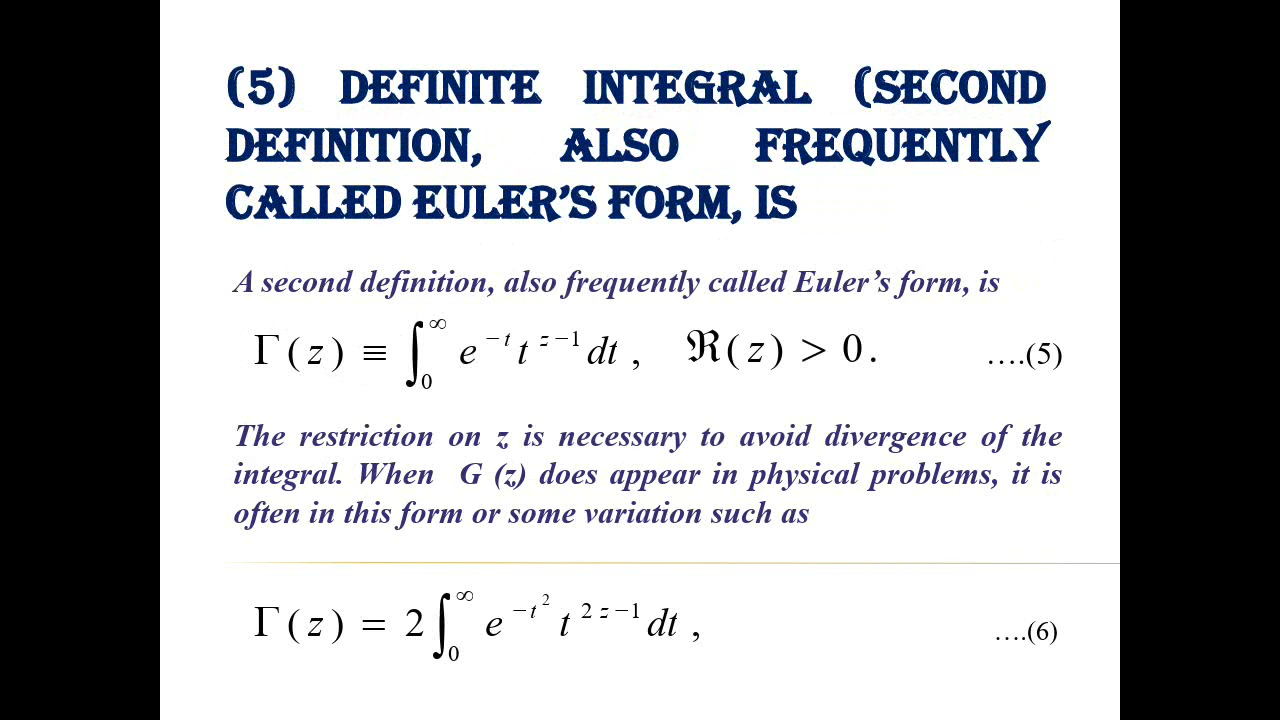 (5) DEFINITE INTEGRAL (SECOND
DEFINITION, ALSO FREQUENTLY
CALLED EULER’S FORM, IS
A second definition, also frequently called Euler’s form, is
Γ(z) ≡ ∫₀^∞ e^{−t} t^{z−1} dt , ℜ(z) > 0. ….(5)
The restriction on z is necessary to avoid divergence of the
integral. When G (z) does appear in physical problems, it is
often in this form or some variation such as
Γ(z) = 2∫₀^∞ e^{−t²} t^{2z−1} dt , ….(6)